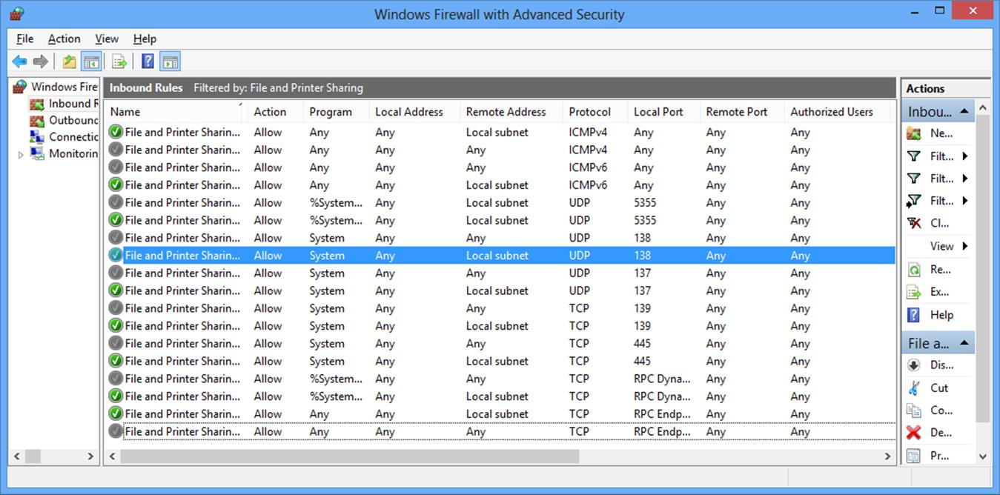 Windows Firewall with Advanced Security
File Action View Help
Windows Fire
Inbound R
Outbound
Connectic
Monitorin
Inbound Rules Filtered by: File and Printer Sharing
Name Action Program Local Address Remote Address Protocol Local Port Remote Port Authorized Users
File and Printer Sharin... Allow Any Any Local subnet ICMPv4 Any Any Any
File and Printer Sharin... Allow Any Any Any ICMPv4 Any Any Any
File and Printer Sharin... Allow Any Any Any ICMPv6 Any Any Any
File and Printer Sharin... Allow Any Any Local subnet ICMPv6 Any Any Any
File and Printer Sharin... Allow %System... Any Local subnet UDP 5355 Any Any
File and Printer Sharin... Allow %System... Any Local subnet UDP 5355 Any Any
File and Printer Sharin... Allow System Any Any UDP 138 Any Any
File and Printer Sharin... Allow System Any Local subnet UDP 138 Any Any
File and Printer Sharin... Allow System Any Any UDP 137 Any Any
File and Printer Sharin... Allow System Any Local subnet UDP 137 Any Any
File and Printer Sharin... Allow System Any Any TCP 139 Any Any
File and Printer Sharin... Allow System Any Local subnet TCP 139 Any Any
File and Printer Sharin... Allow System Any Any TCP 445 Any Any
File and Printer Sharin... Allow System Any Local subnet TCP 445 Any Any
File and Printer Sharin... Allow %System... Any Any TCP RPC Dyna... Any Any
File and Printer Sharin... Allow %System... Any Local subnet TCP RPC Dyna... Any Any
File and Printer Sharin... Allow Any Any Local subnet TCP RPC Endp... Any Any
File and Printer Sharin... Allow Any Any Any TCP RPC Endp... Any Any
Actions
Inbou...
Ne...
Filt...
Filt...
Filt...
Cl...
View
Re...
Ex...
Help
File a...
Dis...
Cut
Co...
De...
Pr...